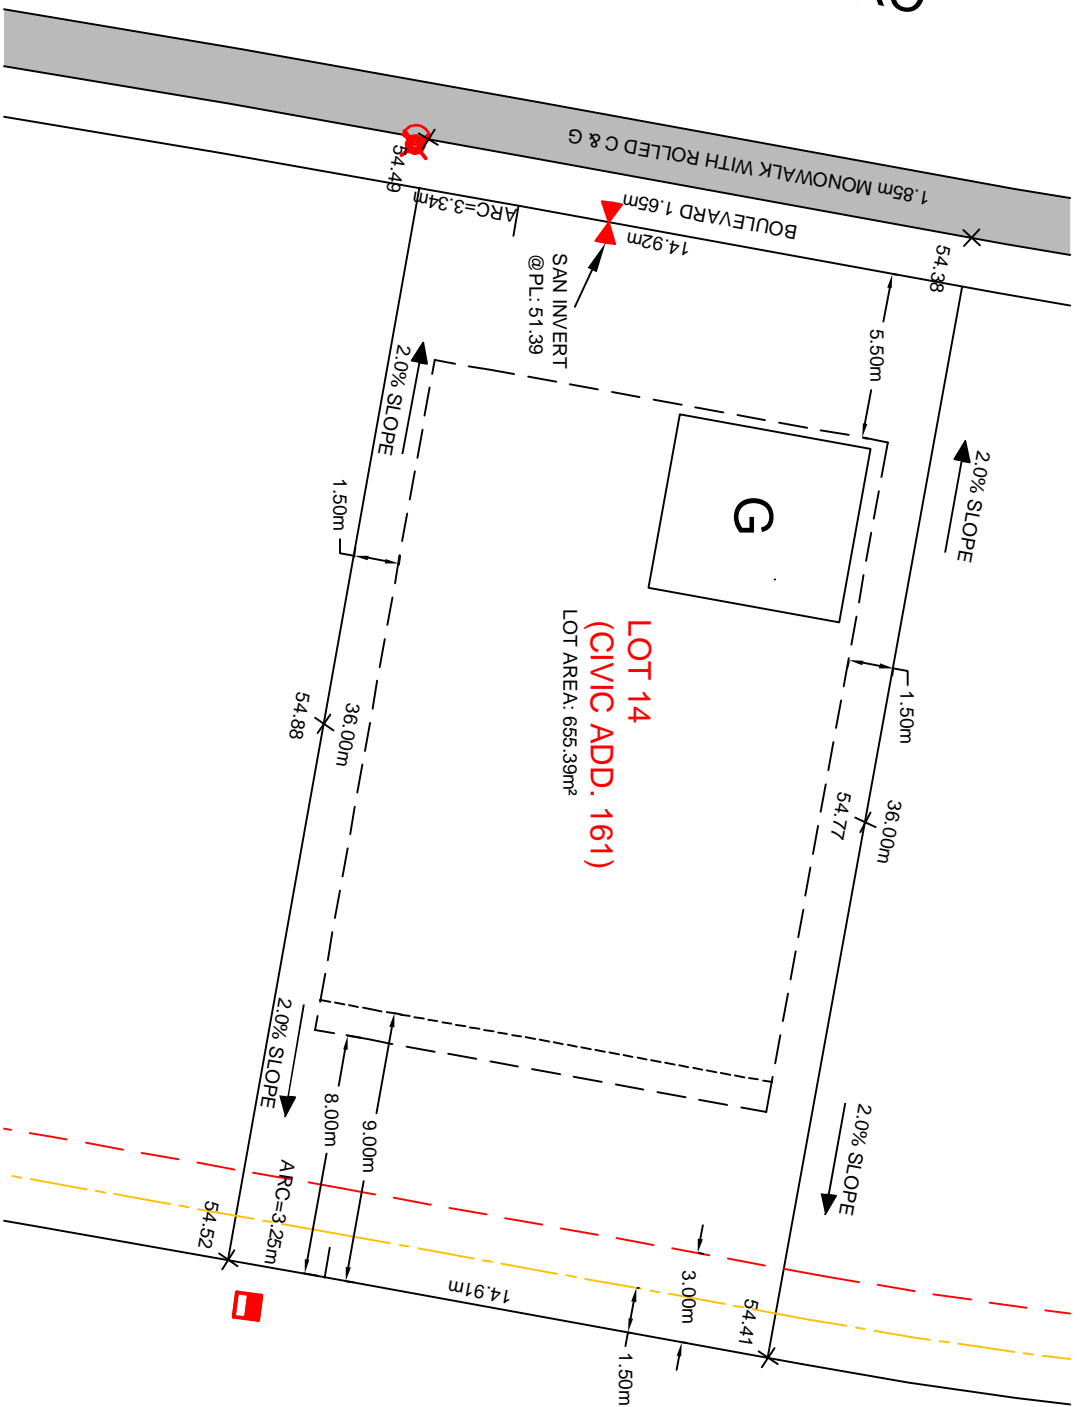 1.85m MONOWALK WITH ROLLED C & G
BOULEVARD 1.65m
54.49
ARC=3.34m
14.92m
54.38
SAN INVERT
@PL: 51.39
5.50m
2.0% SLOPE
2.0% SLOPE
1.50m
G
1.50m
LOT 14
(CIVIC ADD. 161)
LOT AREA: 655.39m²
54.88
36.00m
54.77
36.00m
2.0% SLOPE
2.0% SLOPE
8.00m
9.00m
ARC=3.25m
54.52
14.91m
3.00m
54.41
1.50m